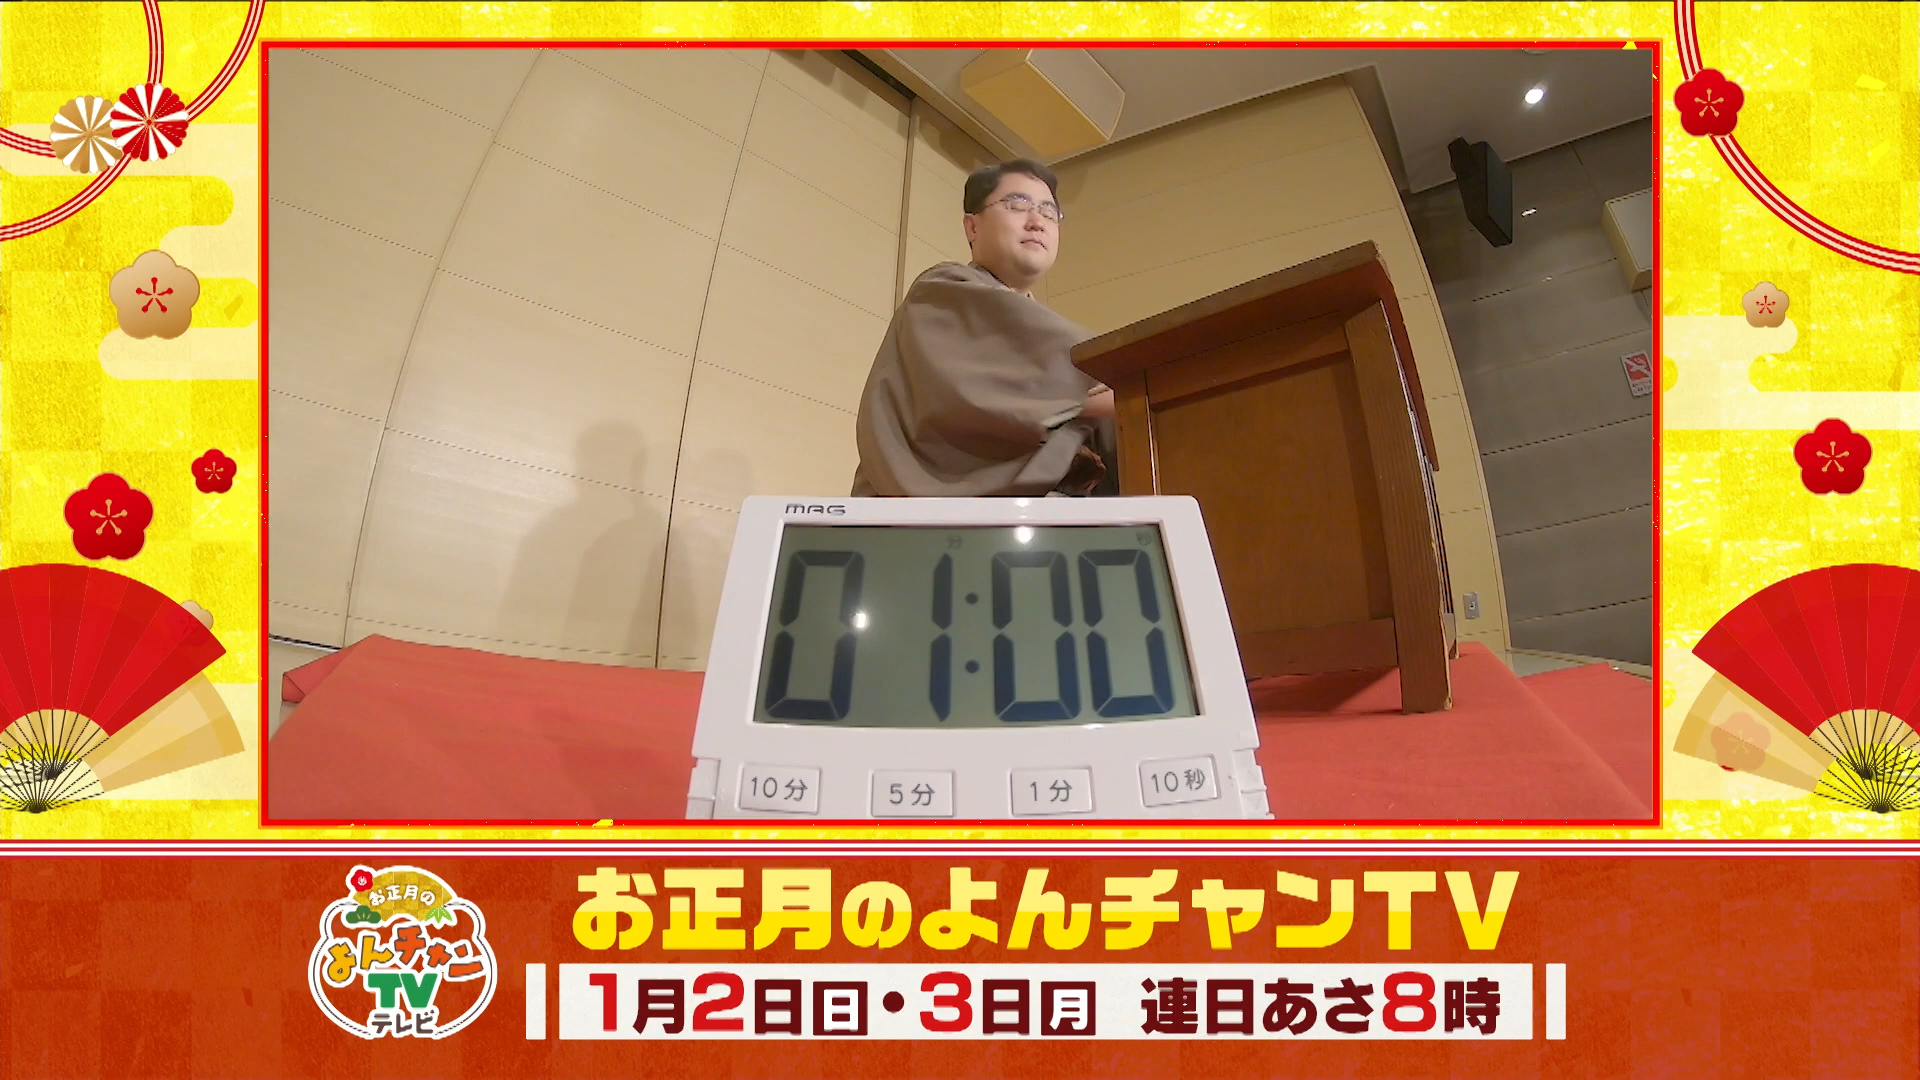 MAG
分 秒
01:00
10分 5分 1分 10秒
お正月の
よんチャン
TV
テレビ
お正月のよんチャンTV
1月2日日・3日月 連日あさ8時